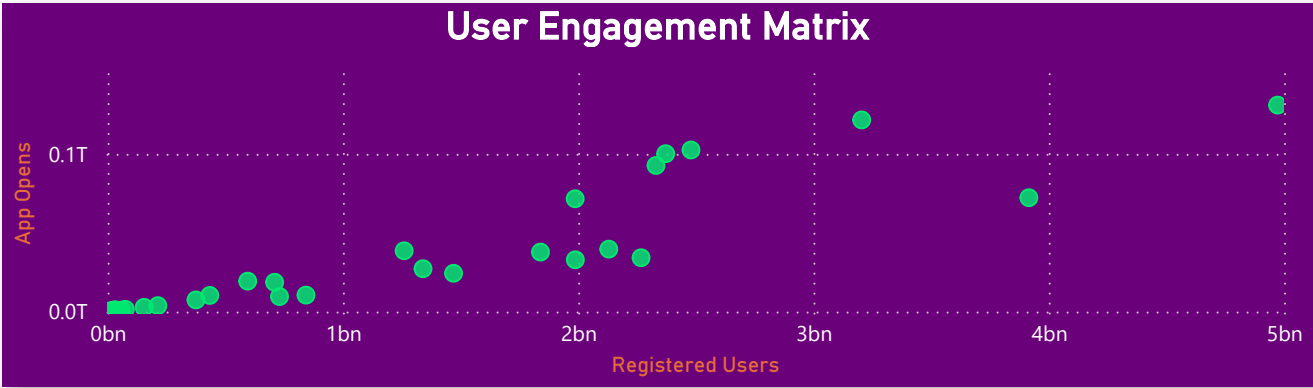 User Engagement Matrix
App Opens
0.1T
0.0T
0bn 1bn 2bn 3bn 4bn 5bn
Registered Users